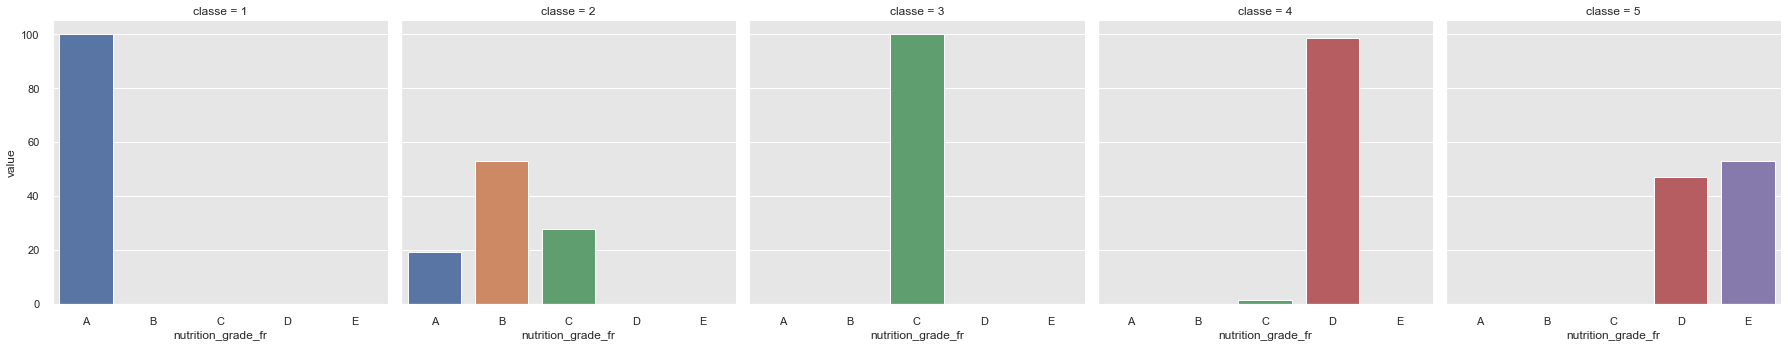 classe = 1 classe = 2 classe = 3 classe = 4 classe = 5
value
100
80
60
40
20
0
A B C D E A B C D E A B C D E A B C D E A B C D E
nutrition_grade_fr nutrition_grade_fr nutrition_grade_fr nutrition_grade_fr nutrition_grade_fr